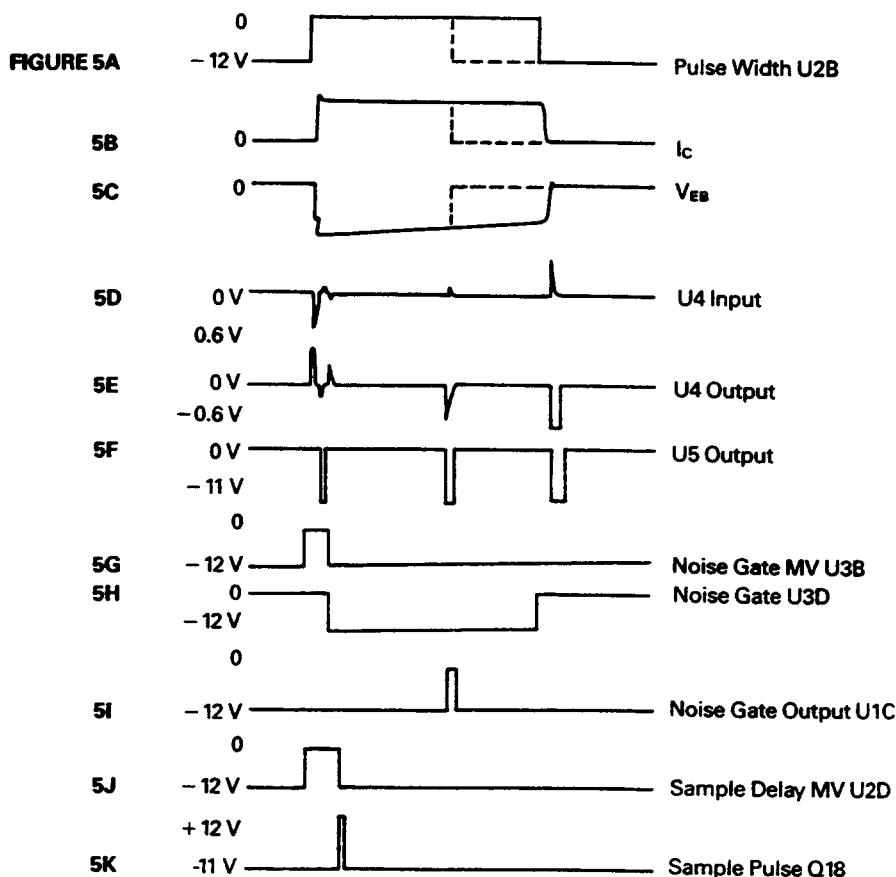 0
FIGURE 5A – 12 V Pulse Width U2B
5B 0 IC
5C 0 VEB
5D 0 V U4 Input
0.6 V
5E 0 V U4 Output
– 0.6 V
5F 0 V U5 Output
– 11 V
0
5G – 12 V Noise Gate MV U3B
5H 0 Noise Gate U3D
– 12 V
0
5I – 12 V Noise Gate Output U1C
0
5J – 12 V Sample Delay MV U2D
+ 12 V
5K -11 V Sample Pulse Q18